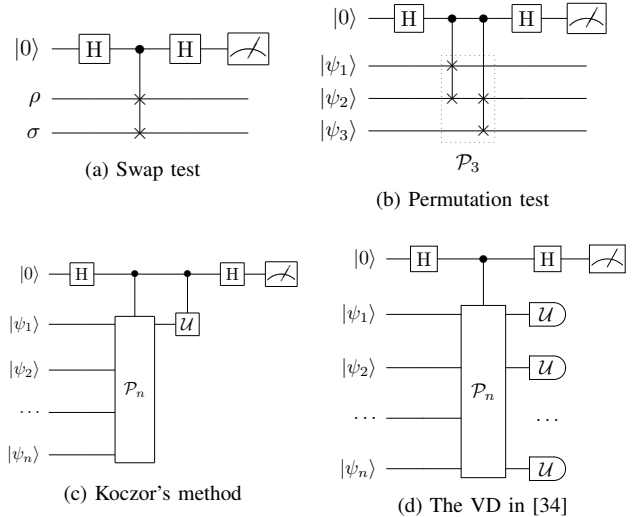 |0⟩ H H
ρ
σ
(a) Swap test
|0⟩ H H
|ψ₁⟩
|ψ₂⟩
|ψ₃⟩
𝒫₃
(b) Permutation test
|0⟩ H H
|ψ₁⟩ 𝒰
|ψ₂⟩
𝒫ₙ
···
|ψₙ⟩
(c) Koczor's method
|0⟩ H H
|ψ₁⟩ 𝒰
|ψ₂⟩ 𝒰
𝒫ₙ
··· ···
|ψₙ⟩ 𝒰
(d) The VD in [34]